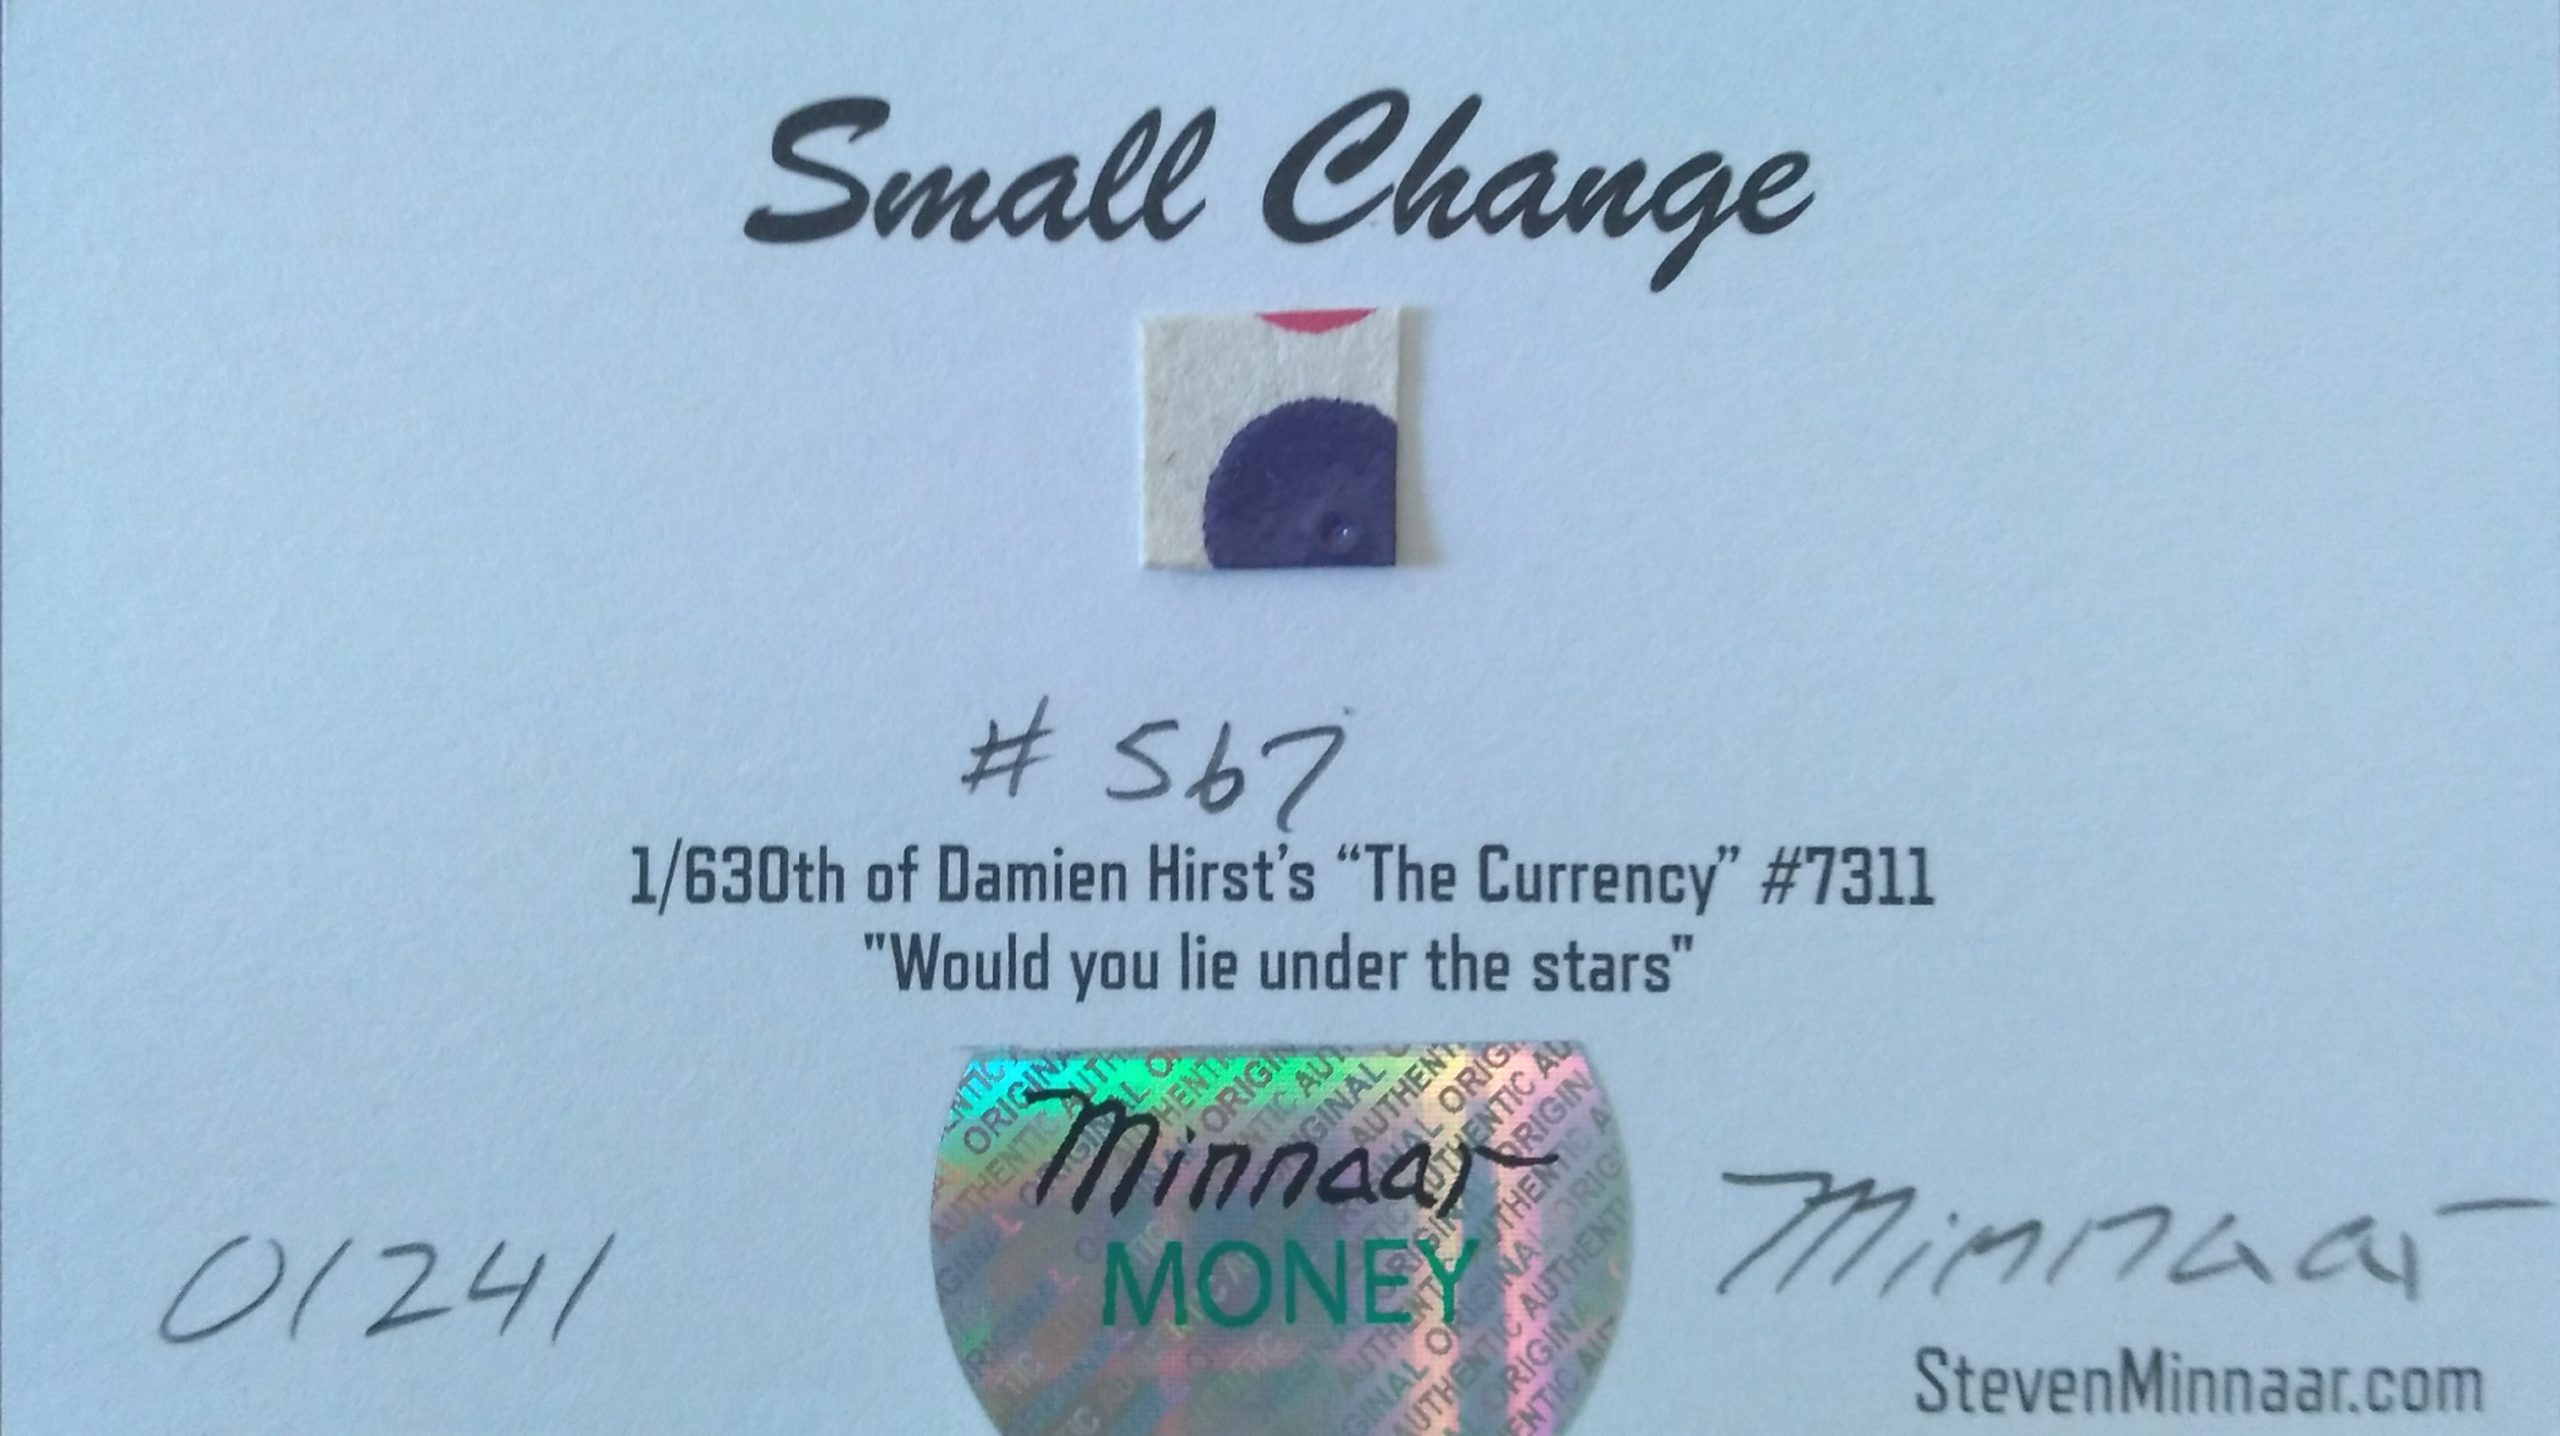 Small Change
# 567
1/630th of Damien Hirst’s “The Currency” #7311
"Would you lie under the stars"
Minnaar
MONEY
01241
Minnaar
StevenMinnaar.com